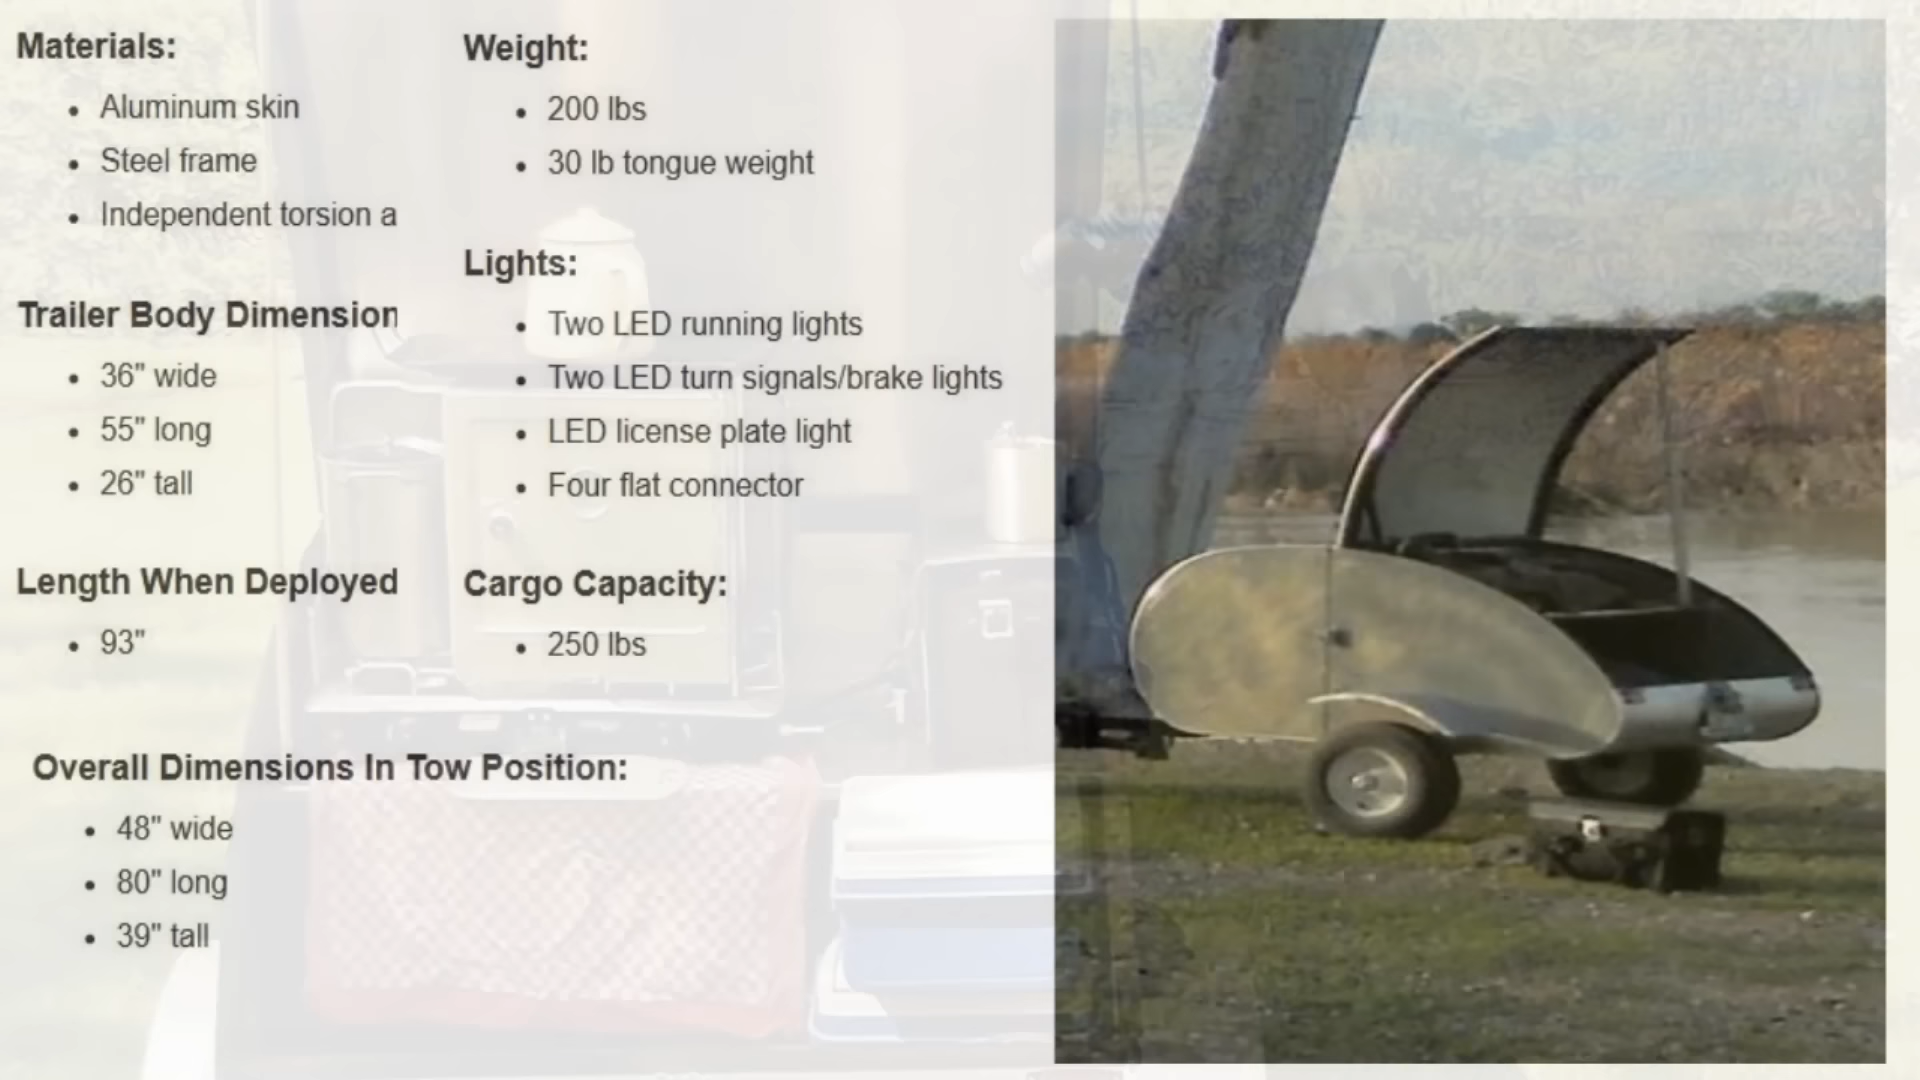 Materials:
• Aluminum skin
• Steel frame
• Independent torsion a
Trailer Body Dimension
• 36" wide
• 55" long
• 26" tall
Length When Deployed
• 93"
Weight:
• 200 lbs
• 30 lb tongue weight
Lights:
• Two LED running lights
• Two LED turn signals/brake lights
• LED license plate light
• Four flat connector
Cargo Capacity:
• 250 lbs
Overall Dimensions In Tow Position:
• 48" wide
• 80" long
• 39" tall